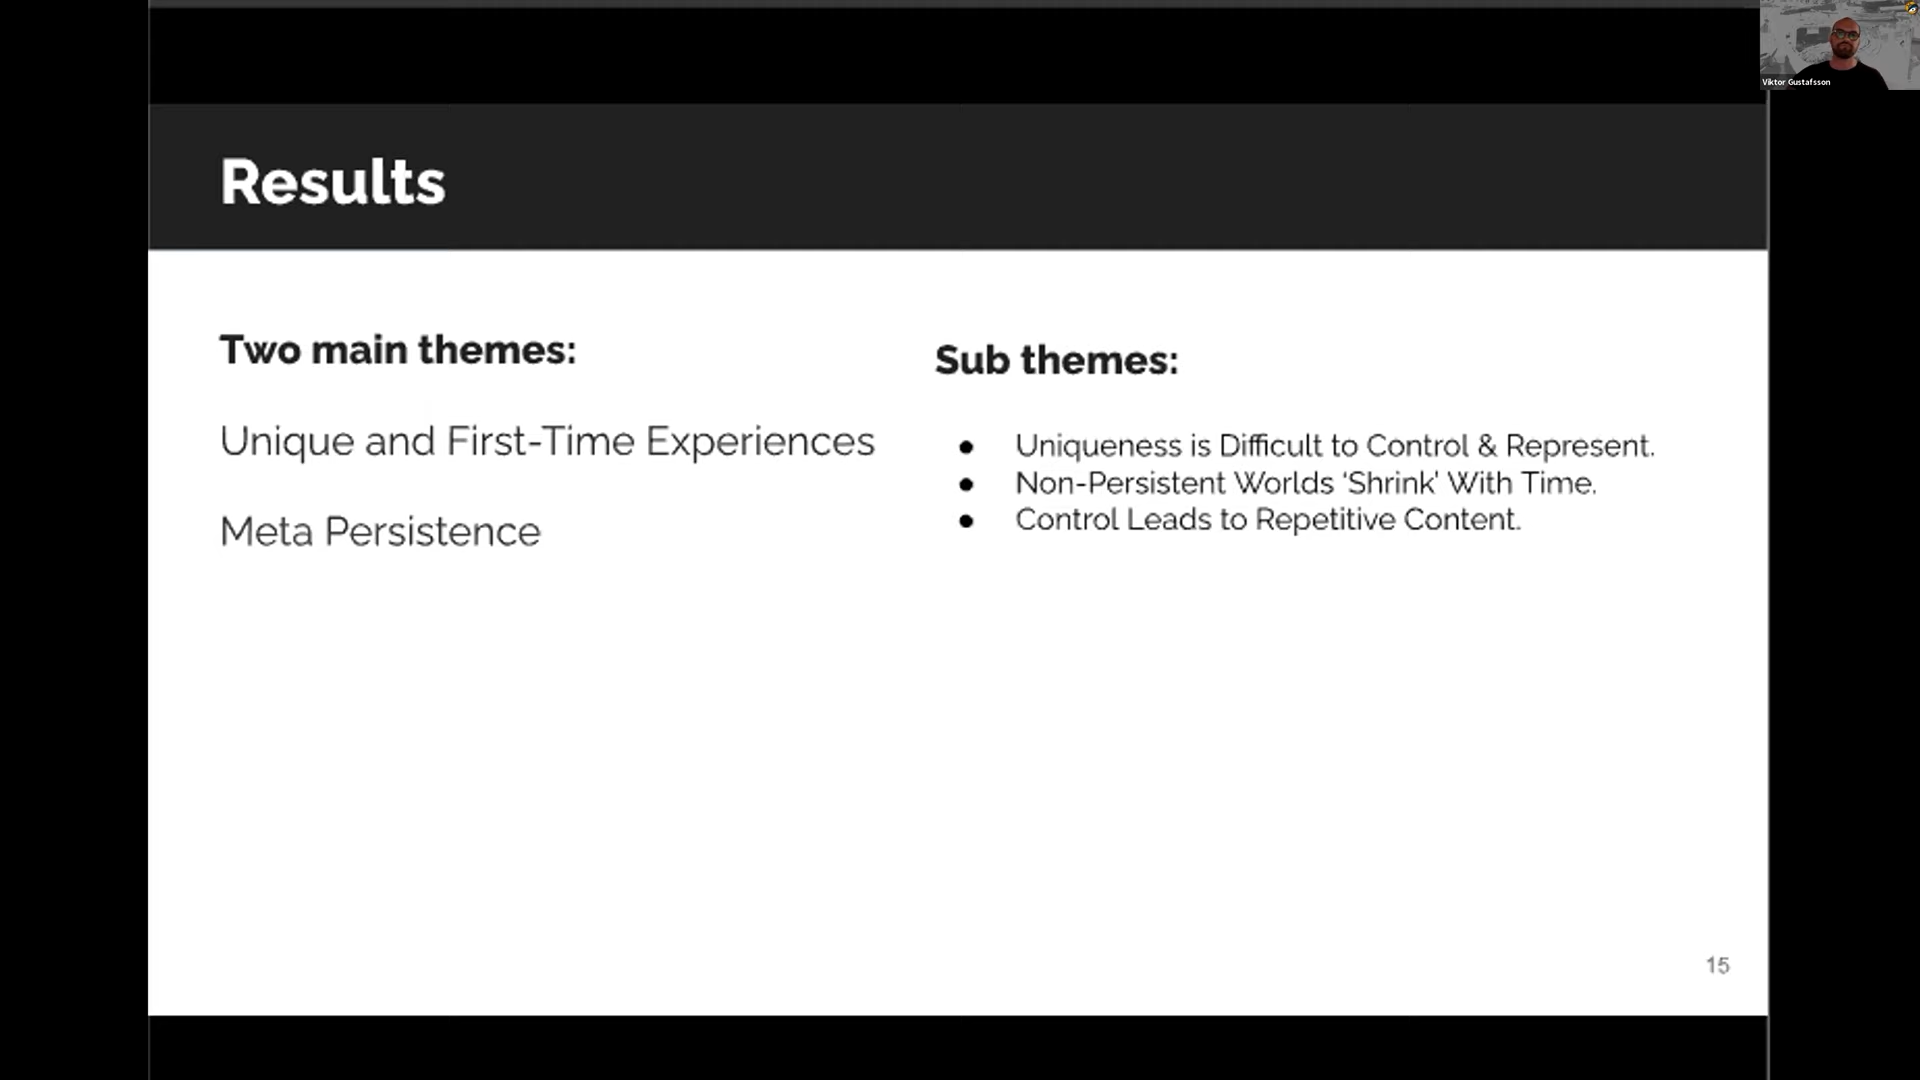 Viktor Gustafsson
Results
Two main themes:
Unique and First-Time Experiences
Meta Persistence
Sub themes:
● Uniqueness is Difficult to Control & Represent.
● Non-Persistent Worlds ‘Shrink’ With Time.
● Control Leads to Repetitive Content.
15